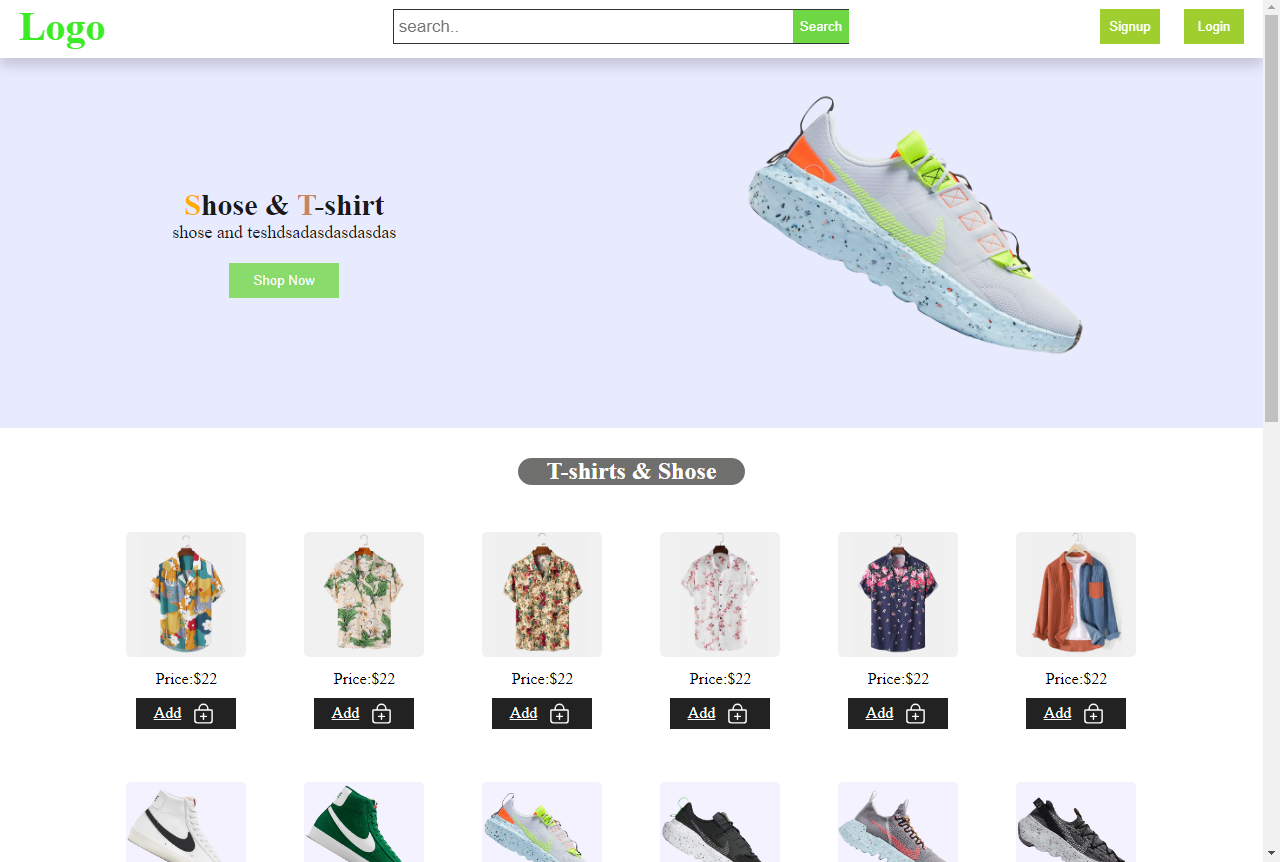 Logo
search..
Search
Signup
Login
Shose & T-shirt
shose and teshdsadasdasdasdas
Shop Now
T-shirts & Shose
Price:$22 Price:$22 Price:$22 Price:$22 Price:$22 Price:$22
Add Add Add Add Add Add